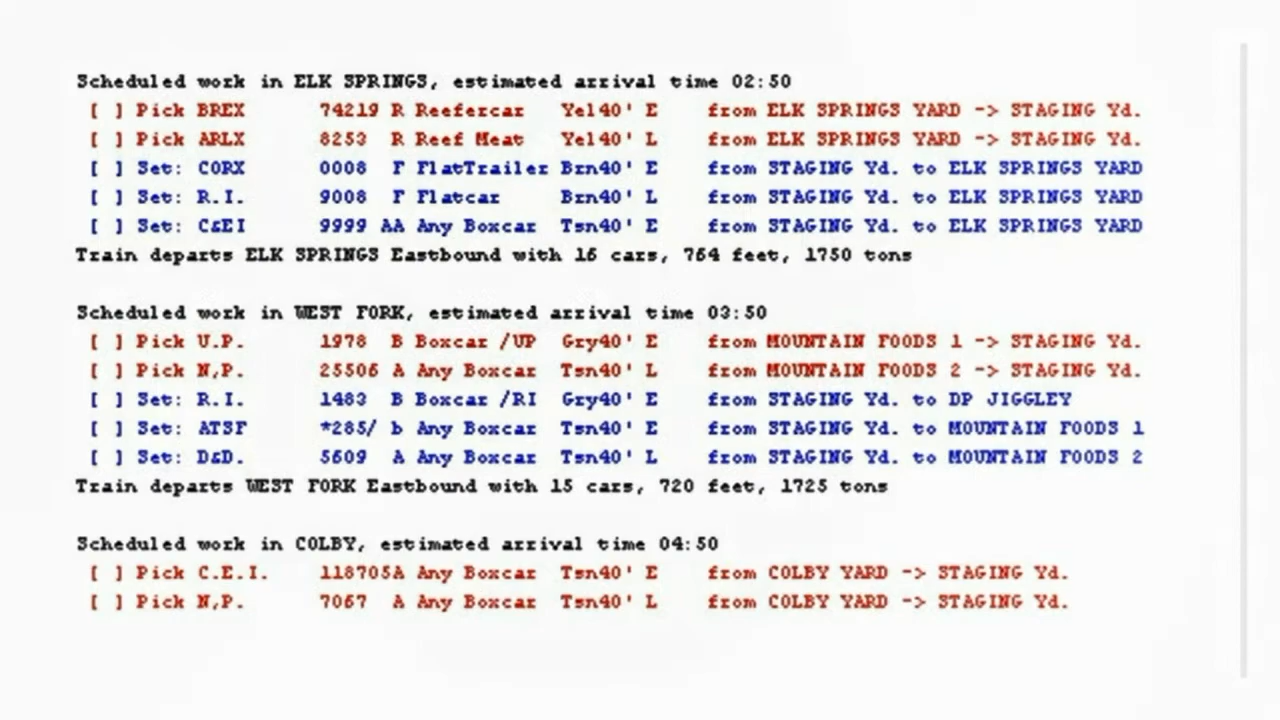 Scheduled work in ELK SPRINGS, estimated arrival time 02:50
[ ] Pick BREX 74219 R Reefercar Yel40' E from ELK SPRINGS YARD -> STAGING Yd.
[ ] Pick ARLX 8253 R Reef Meat Yel40' L from ELK SPRINGS YARD -> STAGING Yd.
[ ] Set: CORX 0008 F FlatTrailer Brn40' E from STAGING Yd. to ELK SPRINGS YARD
[ ] Set: R.I. 9008 F Flatcar Brn40' L from STAGING Yd. to ELK SPRINGS YARD
[ ] Set: C&EI 9999 AA Any Boxcar Tsn40' E from STAGING Yd. to ELK SPRINGS YARD
Train departs ELK SPRINGS Eastbound with 16 cars, 764 feet, 1750 tons
Scheduled work in WEST FORK, estimated arrival time 03:50
[ ] Pick U.P. 1978 B Boxcar /UP Gry40' E from MOUNTAIN FOODS 1 -> STAGING Yd.
[ ] Pick N,P. 25506 A Any Boxcar Tsn40' L from MOUNTAIN FOODS 2 -> STAGING Yd.
[ ] Set: R.I. 1483 B Boxcar /RI Gry40' E from STAGING Yd. to DP JIGGLEY
[ ] Set: ATSF *285/ b Any Boxcar Tsn40' E from STAGING Yd. to MOUNTAIN FOODS 1
[ ] Set: D&D. 5609 A Any Boxcar Tsn40' L from STAGING Yd. to MOUNTAIN FOODS 2
Train departs WEST FORK Eastbound with 15 cars, 720 feet, 1725 tons
Scheduled work in COLBY, estimated arrival time 04:50
[ ] Pick C.E.I. 118705A Any Boxcar Tsn40' E from COLBY YARD -> STAGING Yd.
[ ] Pick N,P. 7067 A Any Boxcar Tsn40' L from COLBY YARD -> STAGING Yd.